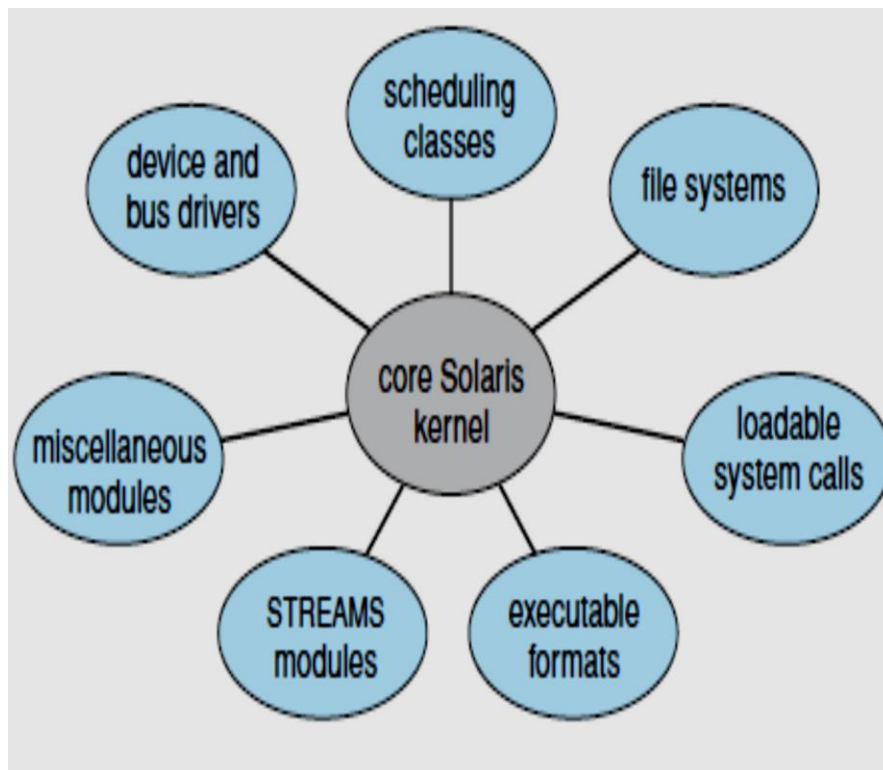 scheduling
classes
device and
bus drivers
file systems
core Solaris
kernel
miscellaneous
modules
loadable
system calls
STREAMS
modules
executable
formats